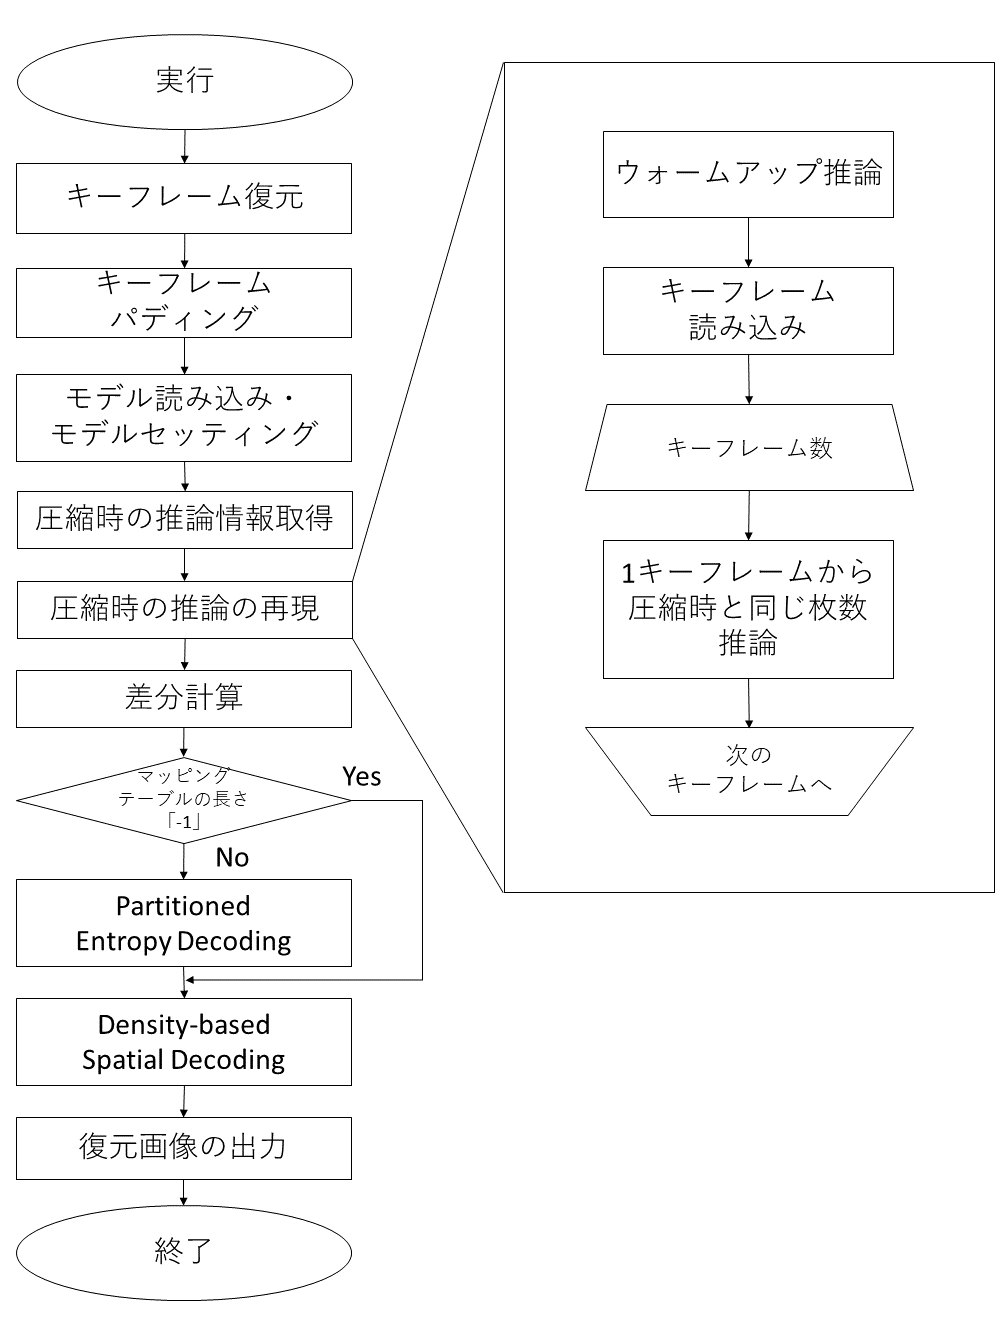 実行
キーフレーム復元
キーフレーム
パディング
モデル読み込み・
モデルセッティング
圧縮時の推論情報取得
圧縮時の推論の再現
差分計算
マッピング
テーブルの長さ
「-1」
Yes
No
Partitioned
Entropy Decoding
Density-based
Spatial Decoding
復元画像の出力
終了
ウォームアップ推論
キーフレーム
読み込み
キーフレーム数
1キーフレームから
圧縮時と同じ枚数
推論
次の
キーフレームへ